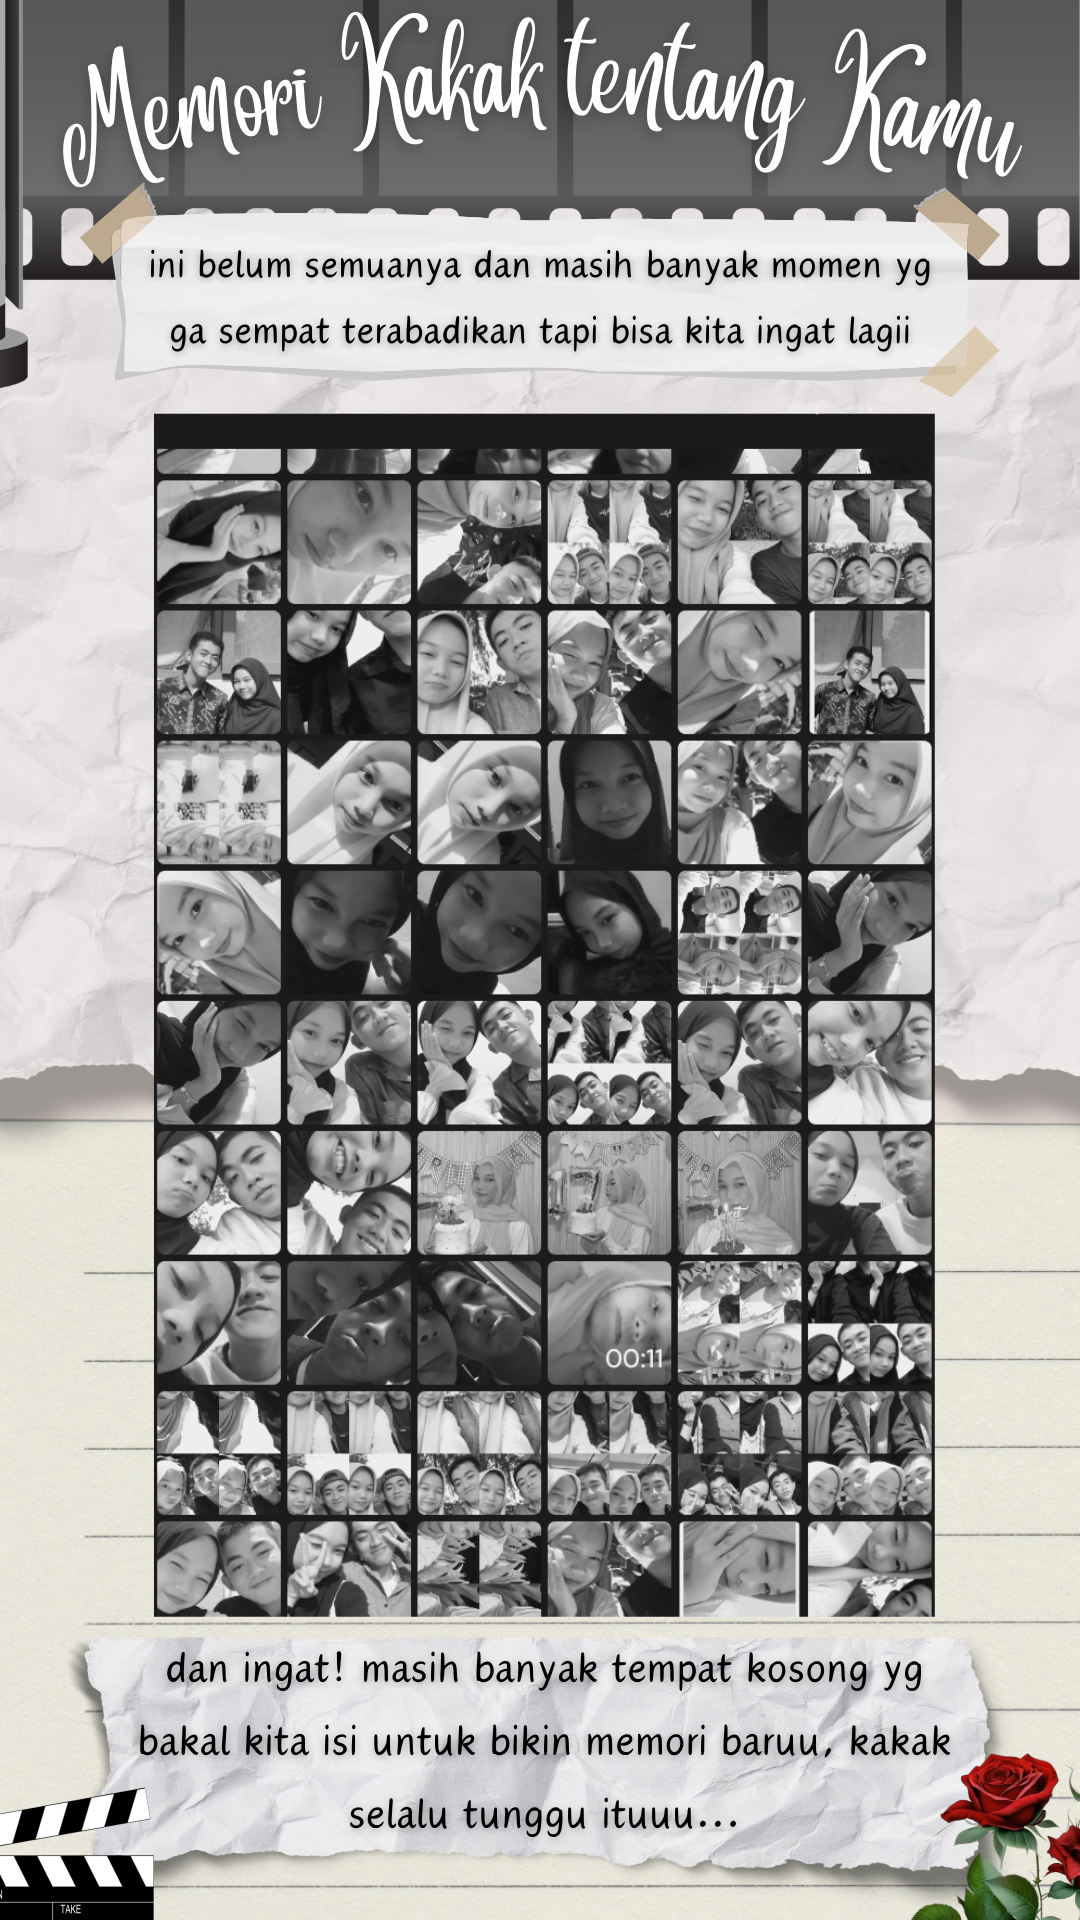 Memori Kakak tentang Kamu
ini belum semuanya dan masih banyak momen yg
ga sempat terabadikan tapi bisa kita ingat lagii
00:11
dan ingat! masih banyak tempat kosong yg
bakal kita isi untuk bikin memori baruu, kakak
selalu tunggu ituuu...
TAKE